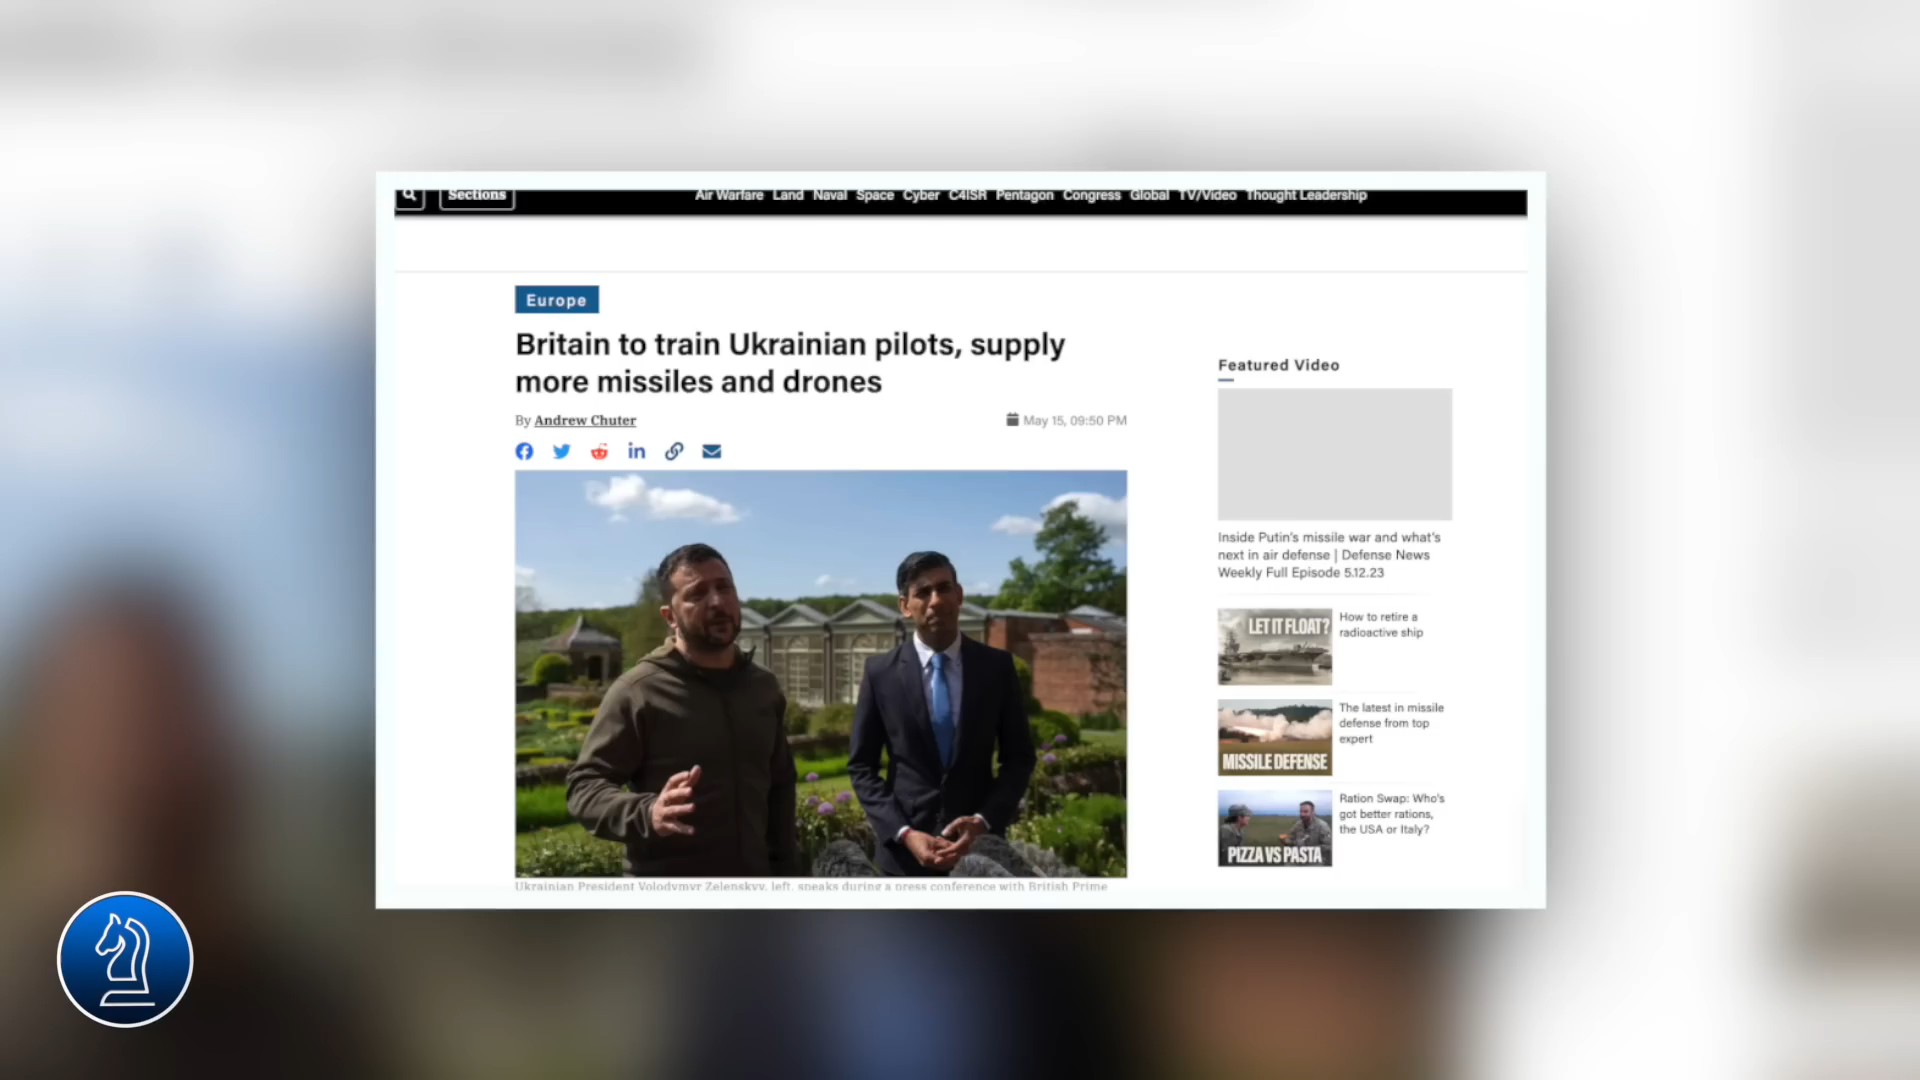 Sections
Air Warfare Land Naval Space Cyber C4ISR Pentagon Congress Global TV/Video Thought Leadership
Europe
Britain to train Ukrainian pilots, supply
more missiles and drones
By Andrew Chuter
May 15, 09:50 PM
Ukrainian President Volodymyr Zelenskyy, left, speaks during a press conference with British Prime
Featured Video
Inside Putin's missile war and what's
next in air defense | Defense News
Weekly Full Episode 5.12.23
LET IT FLOAT?
How to retire a
radioactive ship
MISSILE DEFENSE
The latest in missile
defense from top
expert
PIZZA VS PASTA
Ration Swap: Who's
got better rations,
the USA or Italy?